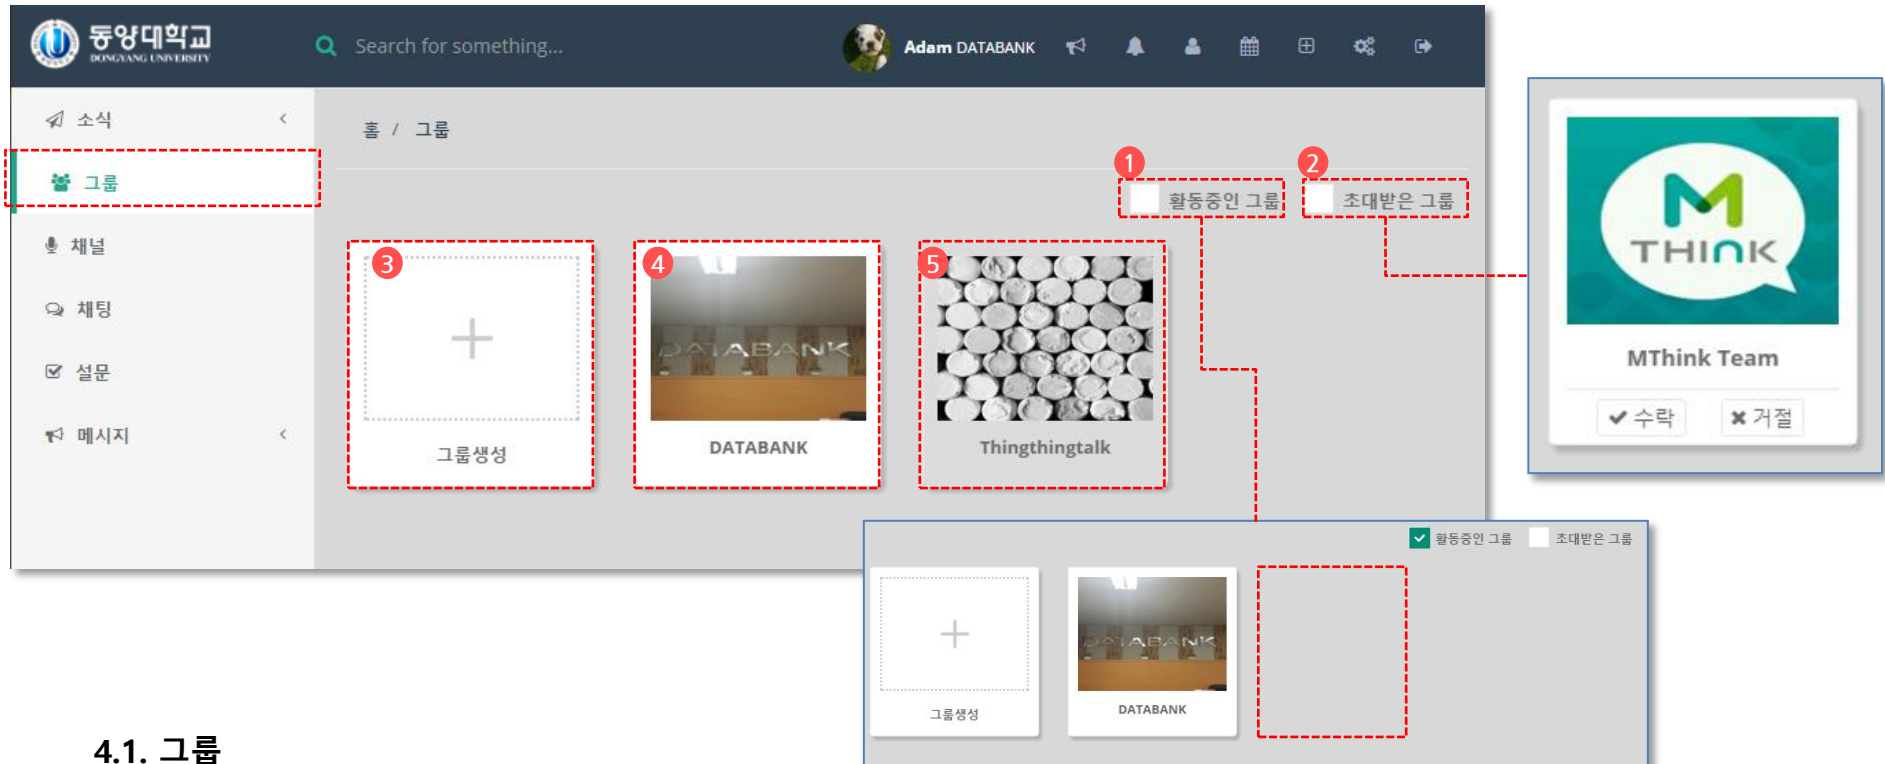 동양대학교
DONGYANG UNIVERSITY
Search for something...
Adam DATABANK
소식
그룹
채널
채팅
설문
메시지
홈 / 그룹
1
활동중인 그룹
2
초대받은 그룹
3
그룹생성
4
DATABANK
DATABANK
5
Thingthingtalk
M
THINK
MThink Team
수락
거절
활동중인 그룹
초대받은 그룹
그룹생성
DATABANK
DATABANK
4.1. 그룹